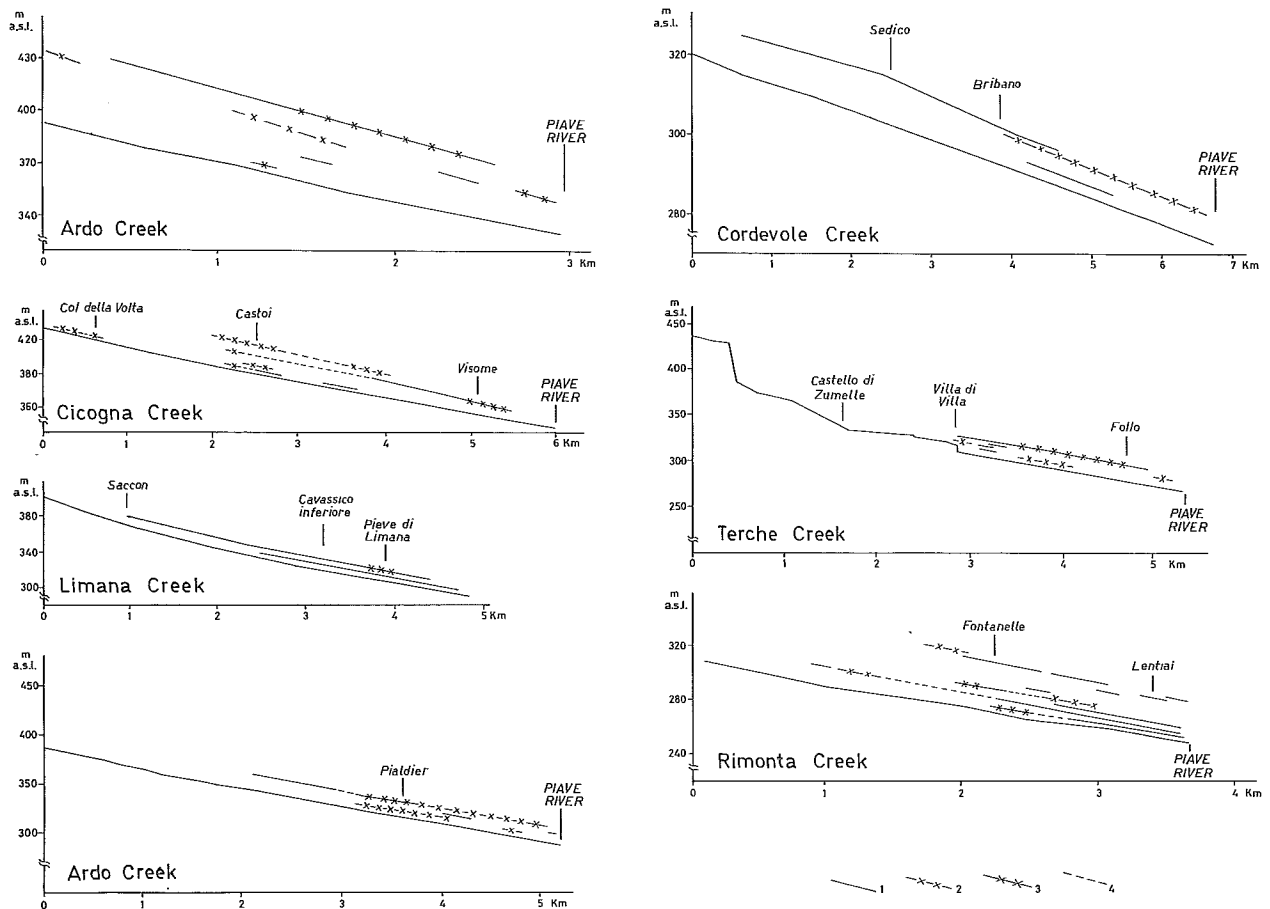 m
a.s.l.
430
400
370
340
PIAVE
RIVER
Ardo Creek
0
1
2
3 Km
m
a.s.l.
320
300
280
Sedico
Bribano
PIAVE
RIVER
Cordevole Creek
0
1
2
3
4
5
6
7 Km
m
a.s.l.
420
380
360
Col della Volta
Castoi
Visome
PIAVE
RIVER
Cicogna Creek
0
1
2
3
4
5
6 Km
m
a.s.l.
450
400
350
300
250
Castello di
Zumelle
Villa di
Villa
Follo
PIAVE
RIVER
Terche Creek
0
1
2
3
4
5 Km
m
a.s.l.
380
340
300
Saccon
Cavassico
inferiore
Pieve di
Limana
Limana Creek
0
1
2
3
4
5 Km
m
a.s.l.
320
280
240
Fontanelle
Lentiai
PIAVE
RIVER
Rimonta Creek
0
1
2
3
4 Km
m
a.s.l.
450
400
350
300
Pialdier
PIAVE
RIVER
Ardo Creek
0
1
2
3
4
5 Km
1
2
3
4